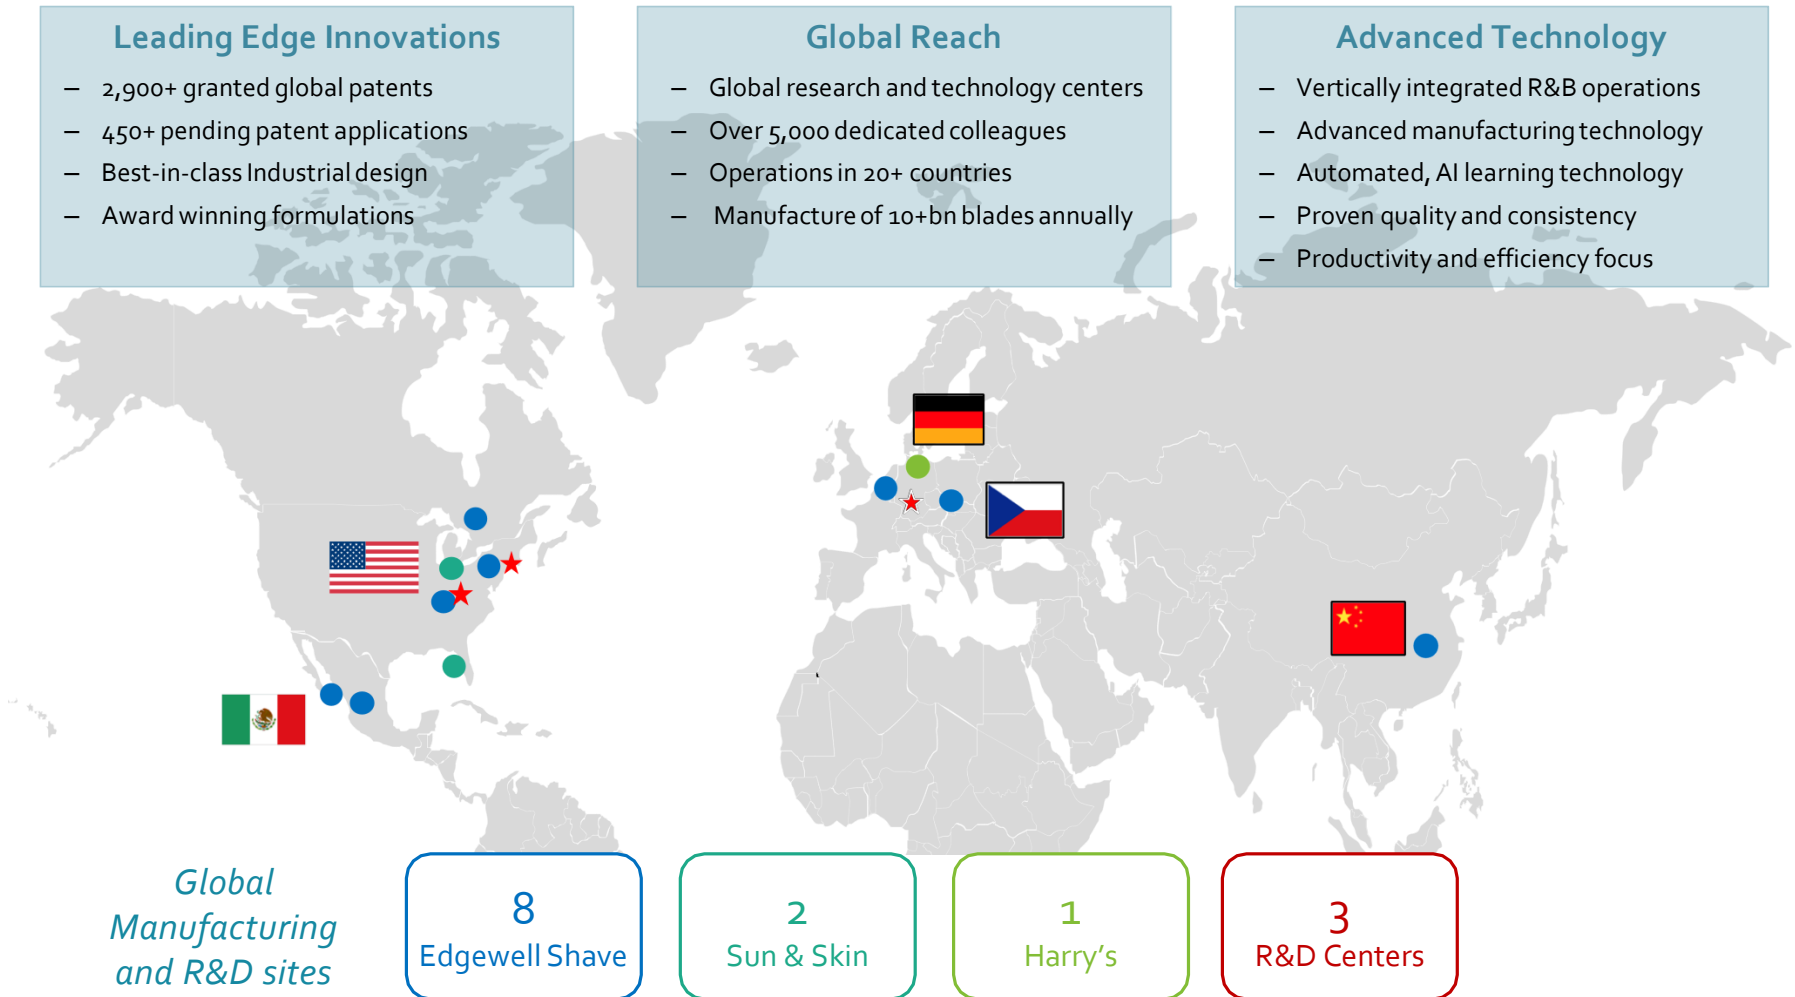 Leading Edge Innovations
– 2,900+ granted global patents
– 450+ pending patent applications
– Best-in-class Industrial design
– Award winning formulations
Global Reach
– Global research and technology centers
– Over 5,000 dedicated colleagues
– Operations in 20+ countries
– Manufacture of 10+bn blades annually
Advanced Technology
– Vertically integrated R&B operations
– Advanced manufacturing technology
– Automated, AI learning technology
– Proven quality and consistency
– Productivity and efficiency focus
Global
Manufacturing
and R&D sites
8
Edgewell Shave
2
Sun & Skin
1
Harry's
3
R&D Centers